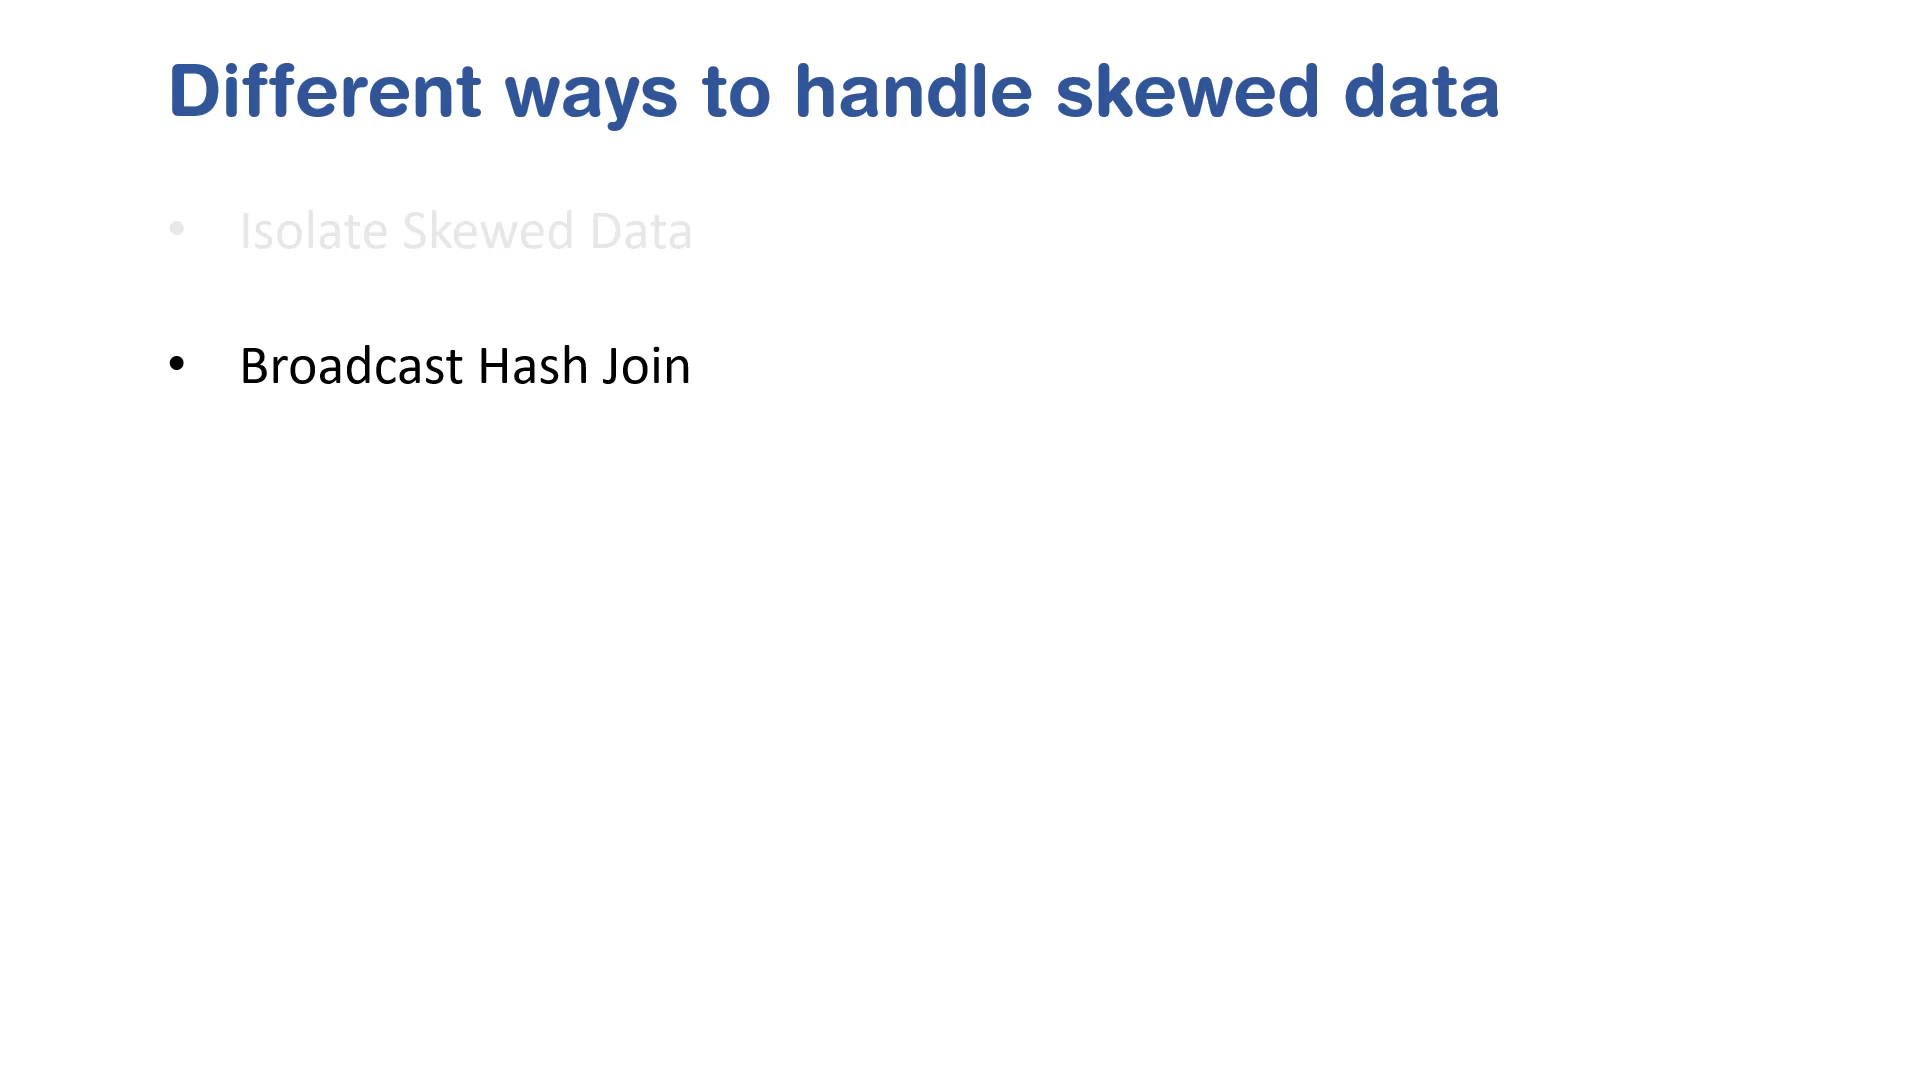 Different ways to handle skewed data
• Isolate Skewed Data
• Broadcast Hash Join